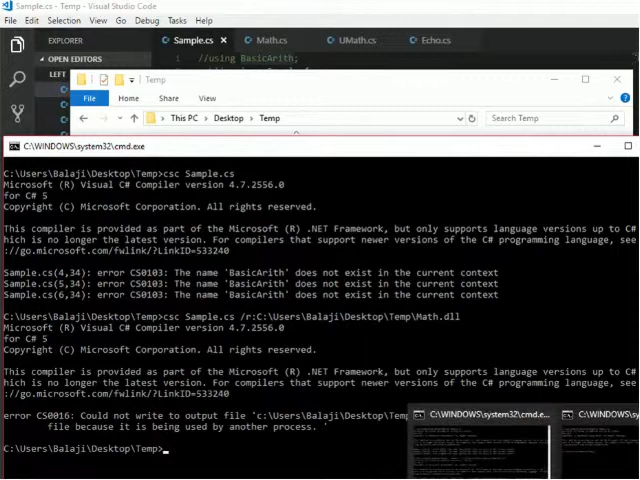 Sample.cs - Temp - Visual Studio Code
File Edit Selection View Go Debug Tasks Help
EXPLORER
Sample.cs Math.cs UMath.cs Echo.cs
OPEN EDITORS
1 //using BasicArith;
LEFT
Temp
File Home Share View
This PC Desktop Temp
Search Temp
C:\WINDOWS\system32\cmd.exe
C:\Users\Balaji\Desktop\Temp>csc Sample.cs
Microsoft (R) Visual C# Compiler version 4.7.2556.0
for C# 5
Copyright (C) Microsoft Corporation. All rights reserved.
This compiler is provided as part of the Microsoft (R) .NET Framework, but only supports language versions up to C#
hich is no longer the latest version. For compilers that support newer versions of the C# programming language, see
://go.microsoft.com/fwlink/?LinkID=533240
Sample.cs(4,34): error CS0103: The name 'BasicArith' does not exist in the current context
Sample.cs(5,34): error CS0103: The name 'BasicArith' does not exist in the current context
Sample.cs(6,34): error CS0103: The name 'BasicArith' does not exist in the current context
C:\Users\Balaji\Desktop\Temp>csc Sample.cs /r:C:\Users\Balaji\Desktop\Temp\Math.dll
Microsoft (R) Visual C# Compiler version 4.7.2556.0
for C# 5
Copyright (C) Microsoft Corporation. All rights reserved.
This compiler is provided as part of the Microsoft (R) .NET Framework, but only supports language versions up to C#
hich is no longer the latest version. For compilers that support newer versions of the C# programming language, see
://go.microsoft.com/fwlink/?LinkID=533240
error CS0016: Could not write to output file 'c:\Users\Balaji\Desktop\Temp
file because it is being used by another process. '
C:\WINDOWS\system32\cmd.e... C:\WINDOWS\sy
C:\Users\Balaji\Desktop\Temp>